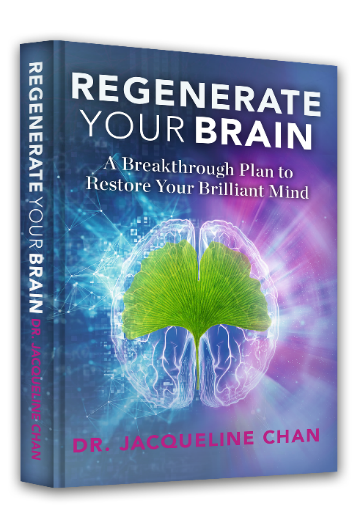 REGENERATE YOUR BRAIN DR. JACQUELINE CHAN
REGENERATE
YOUR BRAIN
A Breakthrough Plan to
Restore Your Brilliant Mind
DR. JACQUELINE CHAN